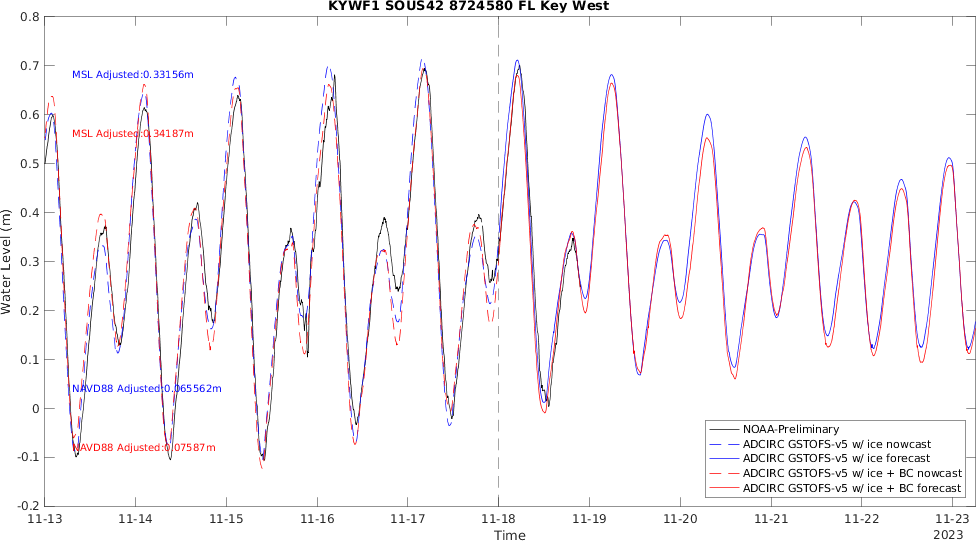 KYWF1 SOUS42 8724580 FL Key West
0.8
0.7
0.6
0.5
0.4
0.3
0.2
0.1
0
-0.1
-0.2
Water Level (m)
MSL Adjusted:0.33156m
MSL Adjusted:0.34187m
NAVD88 Adjusted:0.065562m
NAVD88 Adjusted:0.07587m
NOAA-Preliminary
ADCIRC GSTOFS-v5 w/ ice nowcast
ADCIRC GSTOFS-v5 w/ ice forecast
ADCIRC GSTOFS-v5 w/ ice + BC nowcast
ADCIRC GSTOFS-v5 w/ ice + BC forecast
11-13 11-14 11-15 11-16 11-17 11-18 11-19 11-20 11-21 11-22 11-23
Time
2023